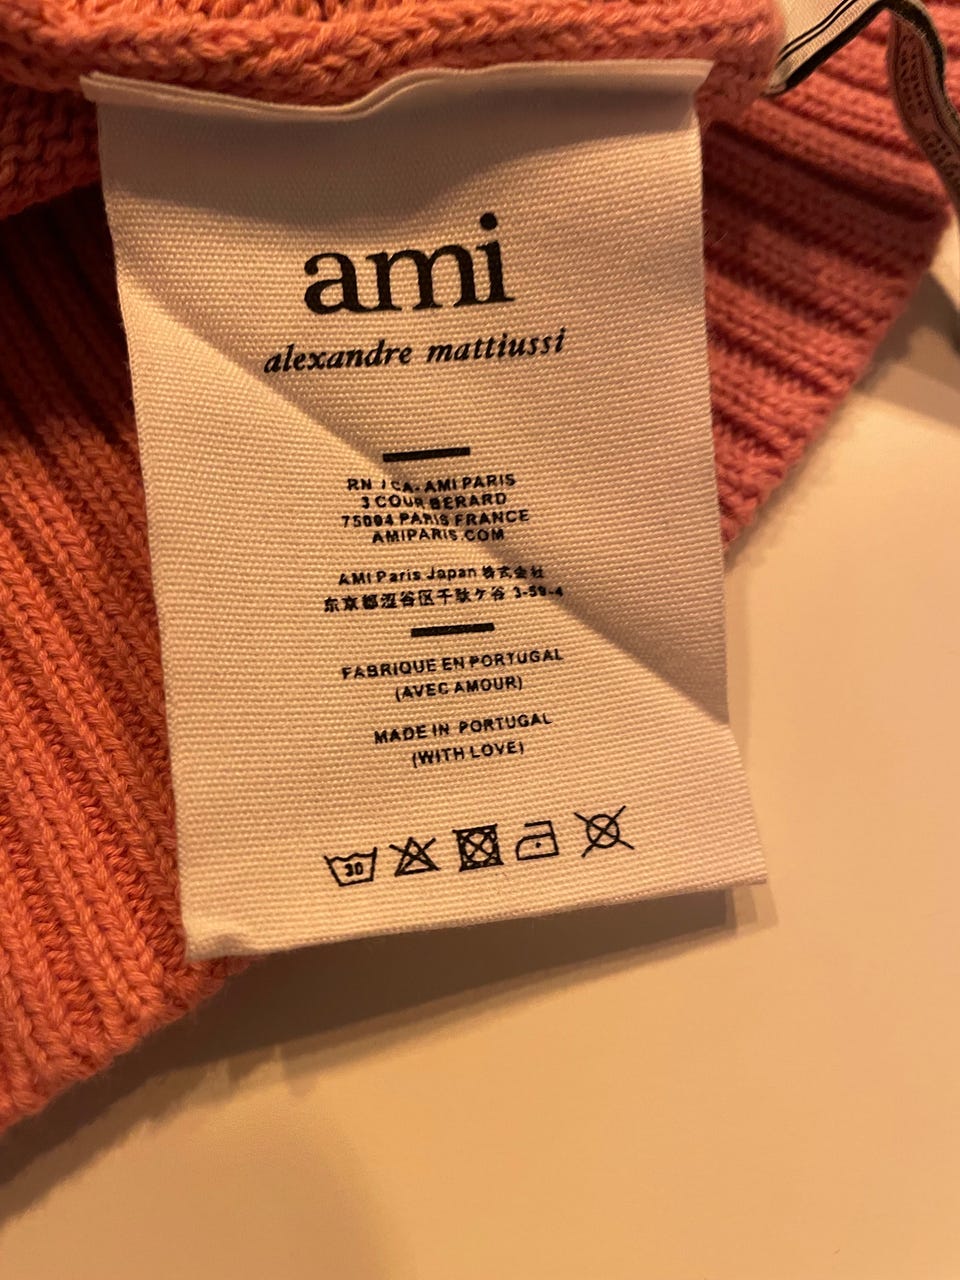 ami
alexandre mattiussi
RN / CA- AMI PARIS
3 COUR BERARD
75004 PARIS FRANCE
AMIPARIS.COM
AMI Paris Japan 株式会社
东京都涩谷区千駄ケ谷 3-59-4
FABRIQUE EN PORTUGAL
(AVEC AMOUR)
MADE IN PORTUGAL
(WITH LOVE)
30